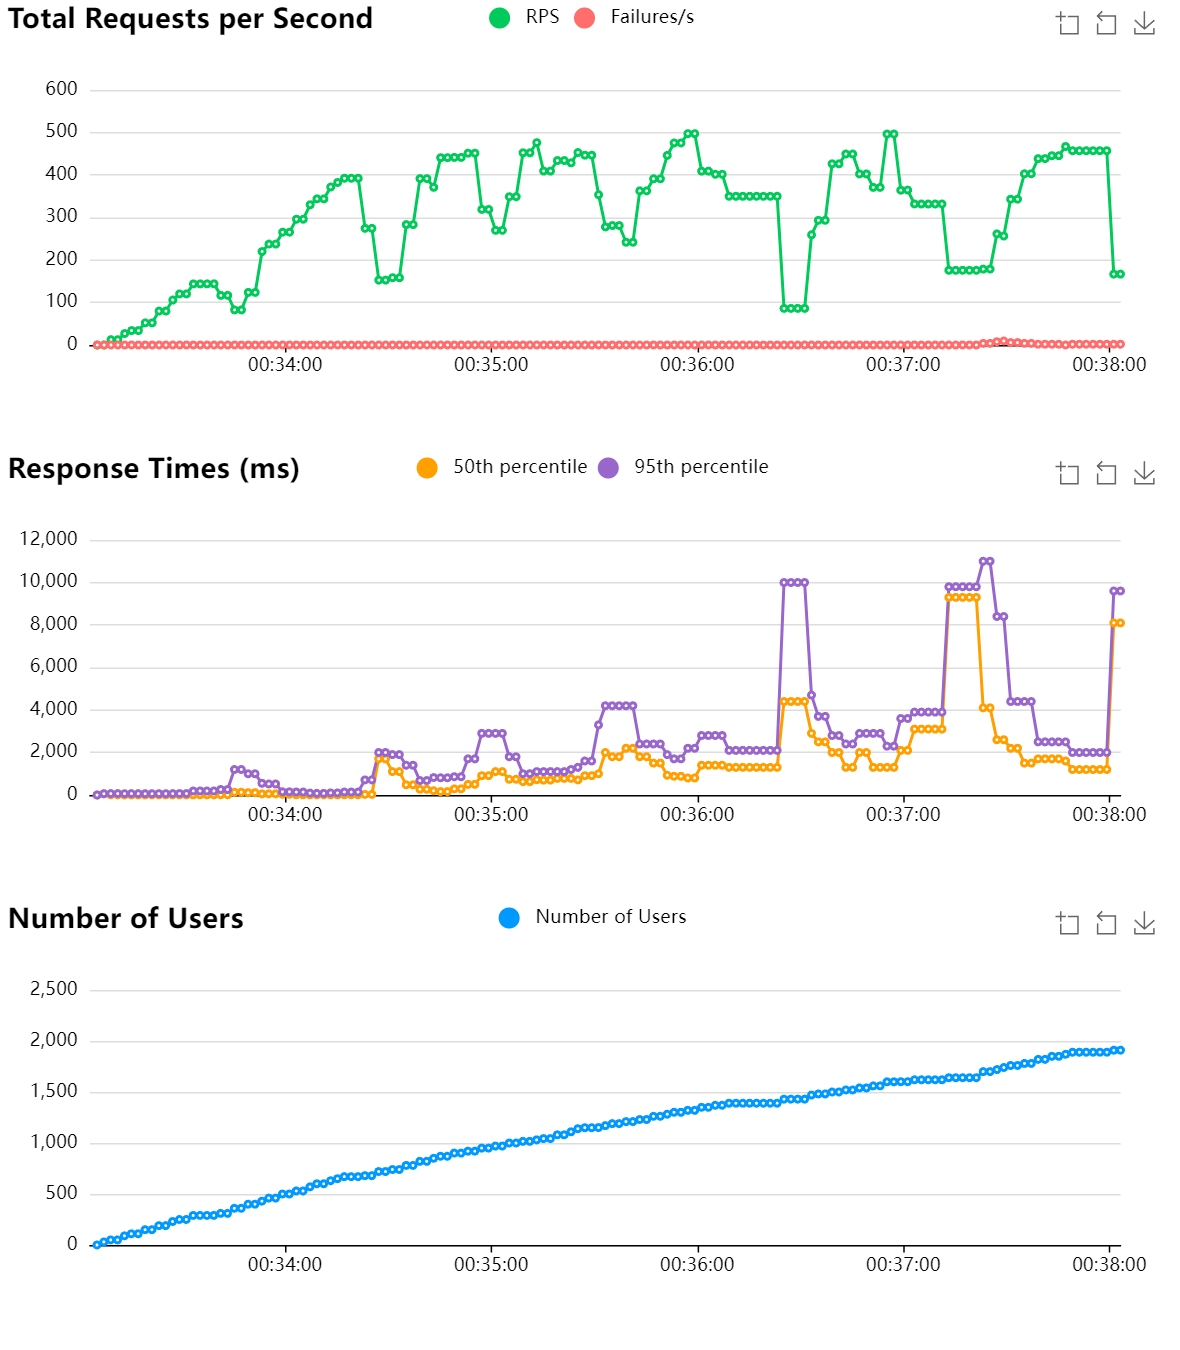 Total Requests per Second
RPS Failures/s
600
500
400
300
200
100
0
00:34:00 00:35:00 00:36:00 00:37:00 00:38:00
Response Times (ms)
50th percentile 95th percentile
12,000
10,000
8,000
6,000
4,000
2,000
0
00:34:00 00:35:00 00:36:00 00:37:00 00:38:00
Number of Users
Number of Users
2,500
2,000
1,500
1,000
500
0
00:34:00 00:35:00 00:36:00 00:37:00 00:38:00